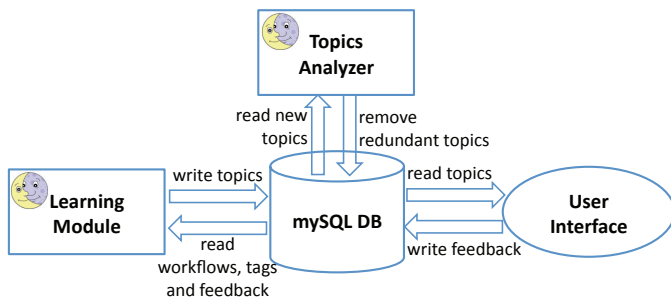 Topics
Analyzer
read new
topics
remove
redundant topics
Learning
Module
write topics
read
workflows, tags
and feedback
mySQL DB
read topics
write feedback
User
Interface